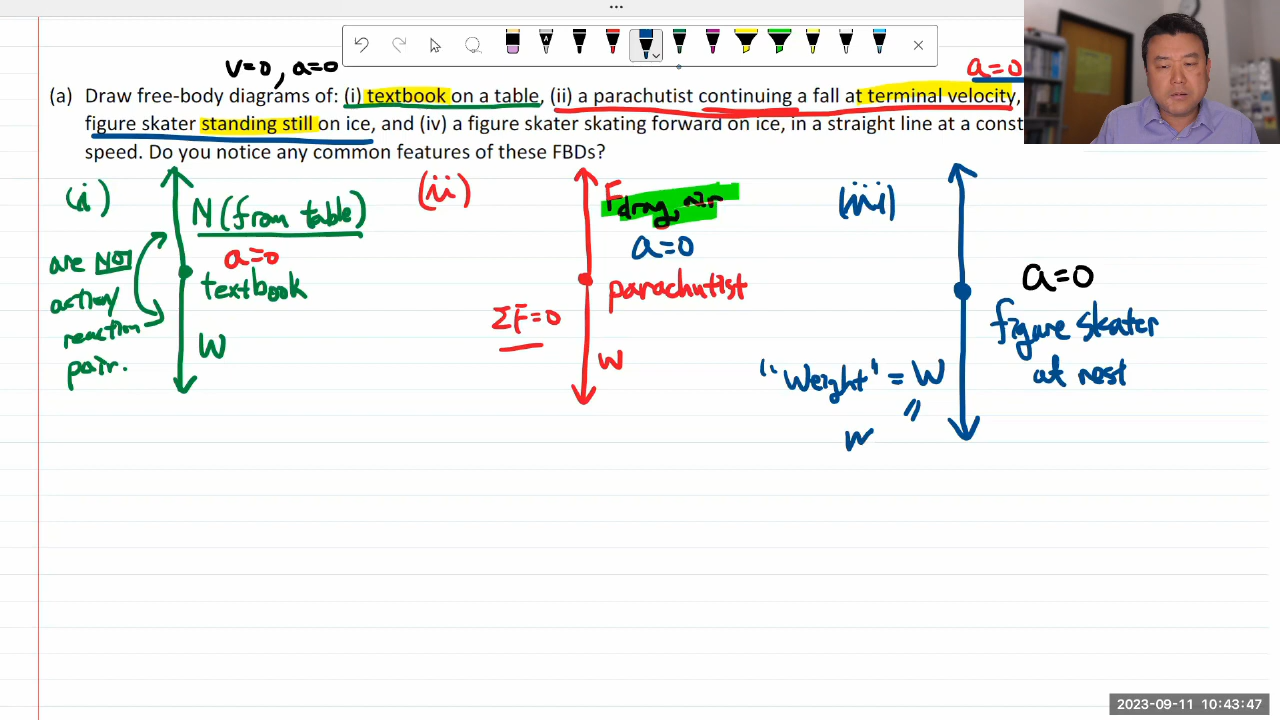 v=0, a=0
a=0
(a) Draw free-body diagrams of: (i) textbook on a table, (ii) a parachutist continuing a fall at terminal velocity,
figure skater standing still on ice, and (iv) a figure skater skating forward on ice, in a straight line at a const
speed. Do you notice any common features of these FBDs?
(i)
N (from table)
a=0
textbook
are NOT
action/
reaction
pair.
W
(ii)
F drag, air
a=0
parachutist
ΣF=0
W
(iii)
a=0
figure skater
at rest
"Weight" = W
"
W
2023-09-11 10:43:47